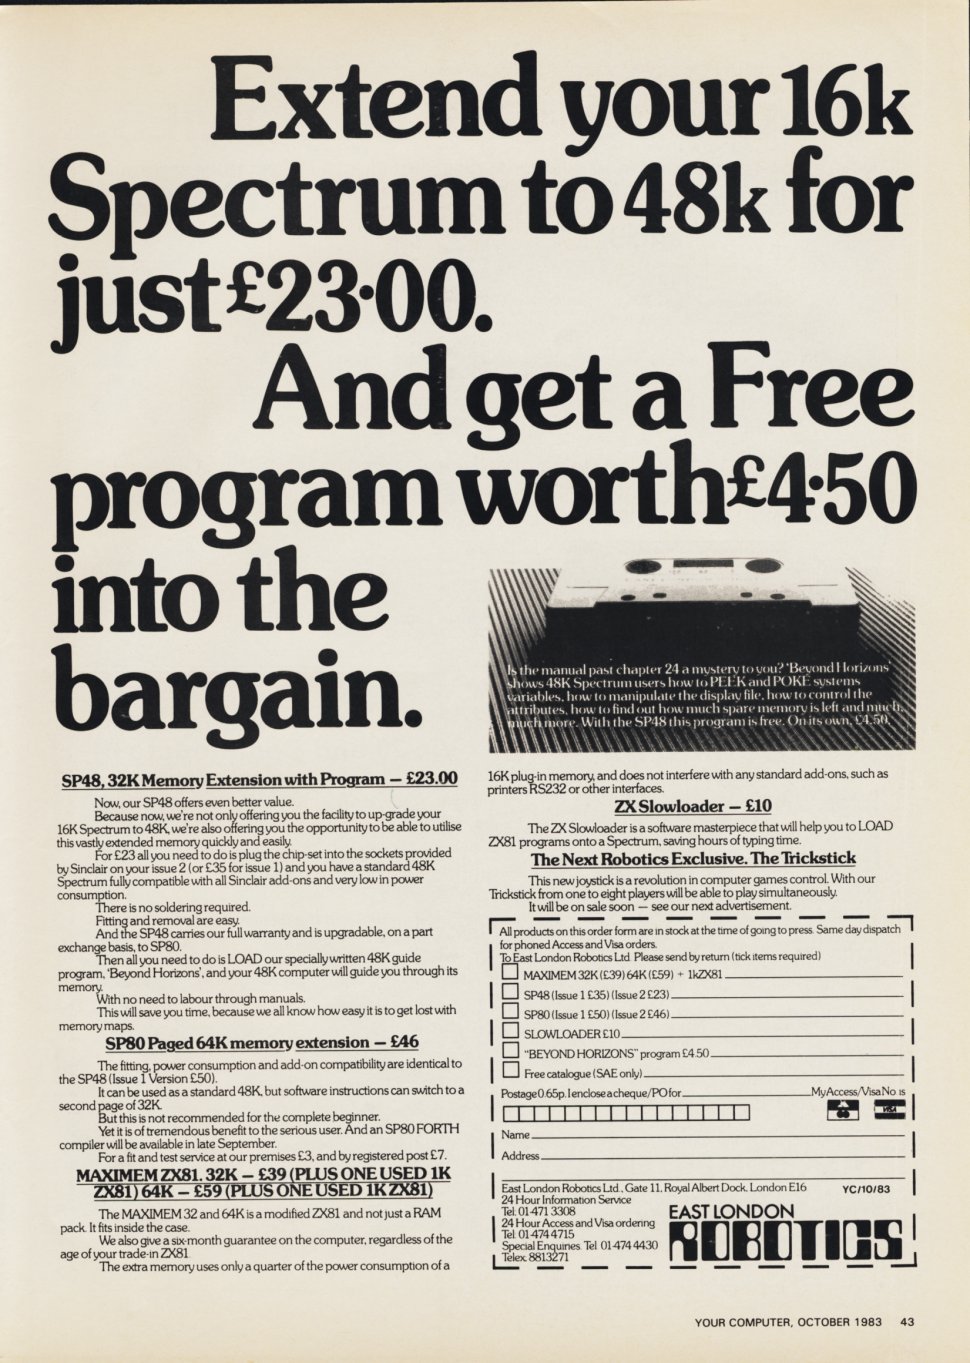 Extend your 16k
Spectrum to 48k for
just £23·00.
And get a Free
program worth £4·50
into the
bargain.
Is the manual past chapter 24 a mystery to you? 'Beyond Horizons'
shows 48K Spectrum users how to PEEK and POKE systems
variables, how to manipulate the display file, how to control the
attributes, how to find out how much spare memory is left and much,
much more. With the SP48 this program is free. On its own, £4.50.
SP48, 32K Memory Extension with Program — £23.00
Now, our SP48 offers even better value.
Because now, we're not only offering you the facility to up-grade your
16K Spectrum to 48K, we're also offering you the opportunity to be able to utilise
this vastly extended memory quickly and easily.
For £23 all you need to do is plug the chip-set into the sockets provided
by Sinclair on your issue 2 (or £35 for issue 1) and you have a standard 48K
Spectrum fully compatible with all Sinclair add-ons and very low in power
consumption.
There is no soldering required.
Fitting and removal are easy.
And the SP48 carries our full warranty and is upgradable, on a part
exchange basis, to SP80.
Then all you need to do is LOAD our specially written 48K guide
program, 'Beyond Horizons', and your 48K computer will guide you through its
memory.
With no need to labour through manuals.
This will save you time, because we all know how easy it is to get lost with
memory maps.
SP80 Paged 64K memory extension — £46
The fitting, power consumption and add-on compatibility are identical to
the SP48 (Issue 1 Version £50).
It can be used as a standard 48K, but software instructions can switch to a
second page of 32K.
But this is not recommended for the complete beginner.
Yet it is of tremendous benefit to the serious user. And an SP80 FORTH
compiler will be available in late September.
For a fit and test service at our premises £3, and by registered post £7.
MAXIMEM ZX81. 32K — £39 (PLUS ONE USED 1K
ZX81) 64K — £59 (PLUS ONE USED 1K ZX81)
The MAXIMEM 32 and 64K is a modified ZX81 and not just a RAM
pack. It fits inside the case.
We also give a six-month guarantee on the computer, regardless of the
age of your trade-in ZX81.
The extra memory uses only a quarter of the power consumption of a
16K plug-in memory, and does not interfere with any standard add-ons, such as
printers RS232 or other interfaces.
ZX Slowloader — £10
The ZX Slowloader is a software masterpiece that will help you to LOAD
ZX81 programs onto a Spectrum, saving hours of typing time.
The Next Robotics Exclusive. The Trickstick
This new joystick is a revolution in computer games control. With our
Trickstick from one to eight players will be able to play simultaneously.
It will be on sale soon — see our next advertisement.
All products on this order form are in stock at the time of going to press. Same day dispatch
for phoned Access and Visa orders.
To East London Robotics Ltd. Please send by return (tick items required)
MAXIMEM 32K (£39) 64K (£59) + 1kZX81
SP48 (Issue 1 £35) (Issue 2 £23)
SP80 (Issue 1 £50) (Issue 2 £46)
SLOWLOADER £10
"BEYOND HORIZONS" program £4.50
Free catalogue (SAE only)
Postage 0.65p. I enclose a cheque/PO for My Access/Visa No is
VISA
Name
Address
East London Robotics Ltd., Gate 11, Royal Albert Dock, London E16 YC/10/83
24 Hour Information Service
Tel. 01-471 3308
24 Hour Access and Visa ordering
Tel 01-474 4715
Special Enquiries. Tel 01-474 4430
Telex. 8813271
EAST LONDON
ROBOTICS
YOUR COMPUTER, OCTOBER 1983 43